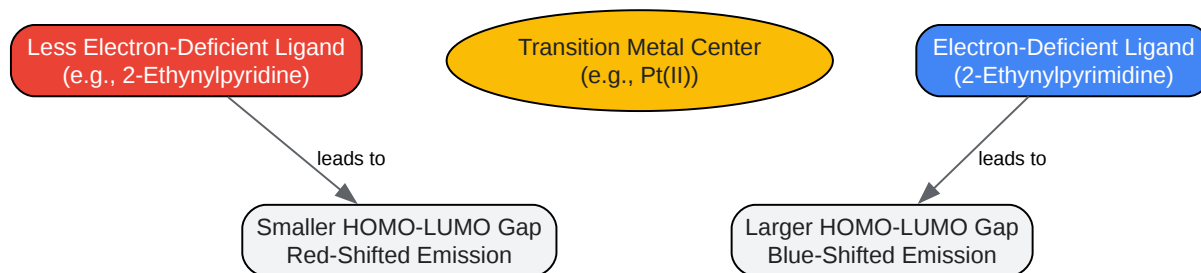 Less Electron-Deficient Ligand
(e.g., 2-Ethynylpyridine)
Transition Metal Center
(e.g., Pt(II))
Electron-Deficient Ligand
(2-Ethynylpyrimidine)
leads to
leads to
Smaller HOMO-LUMO Gap
Red-Shifted Emission
Larger HOMO-LUMO Gap
Blue-Shifted Emission